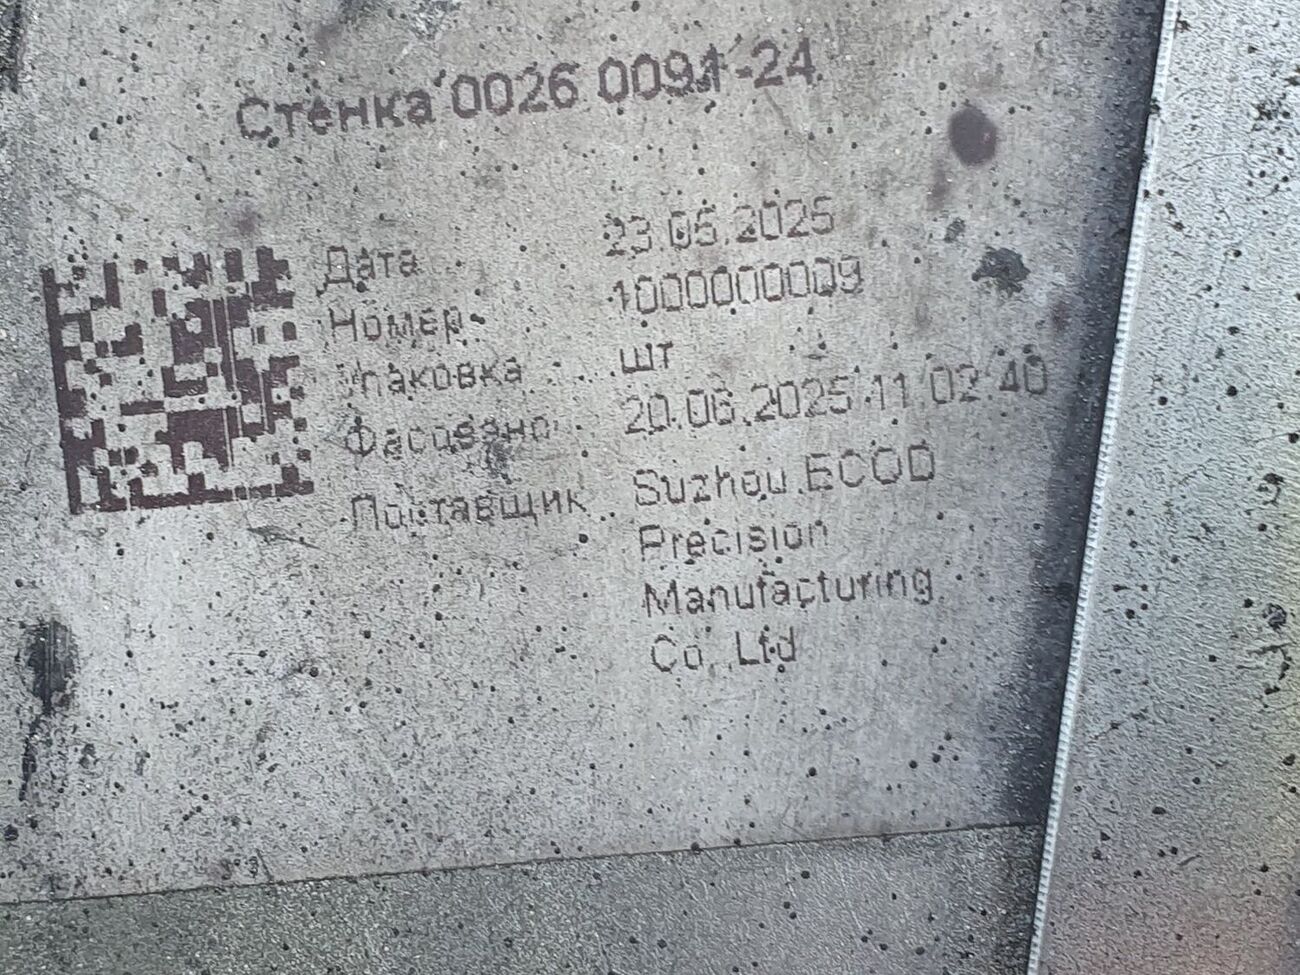 Стенка 0026 0091-24
Дата 23.06.2025
Номер 1000000009
Упаковка шт
Фасовано 20.06.2025 11:02:40
Поставщик Suzhou ECOD
Precision
Manufacturing
Co., Ltd